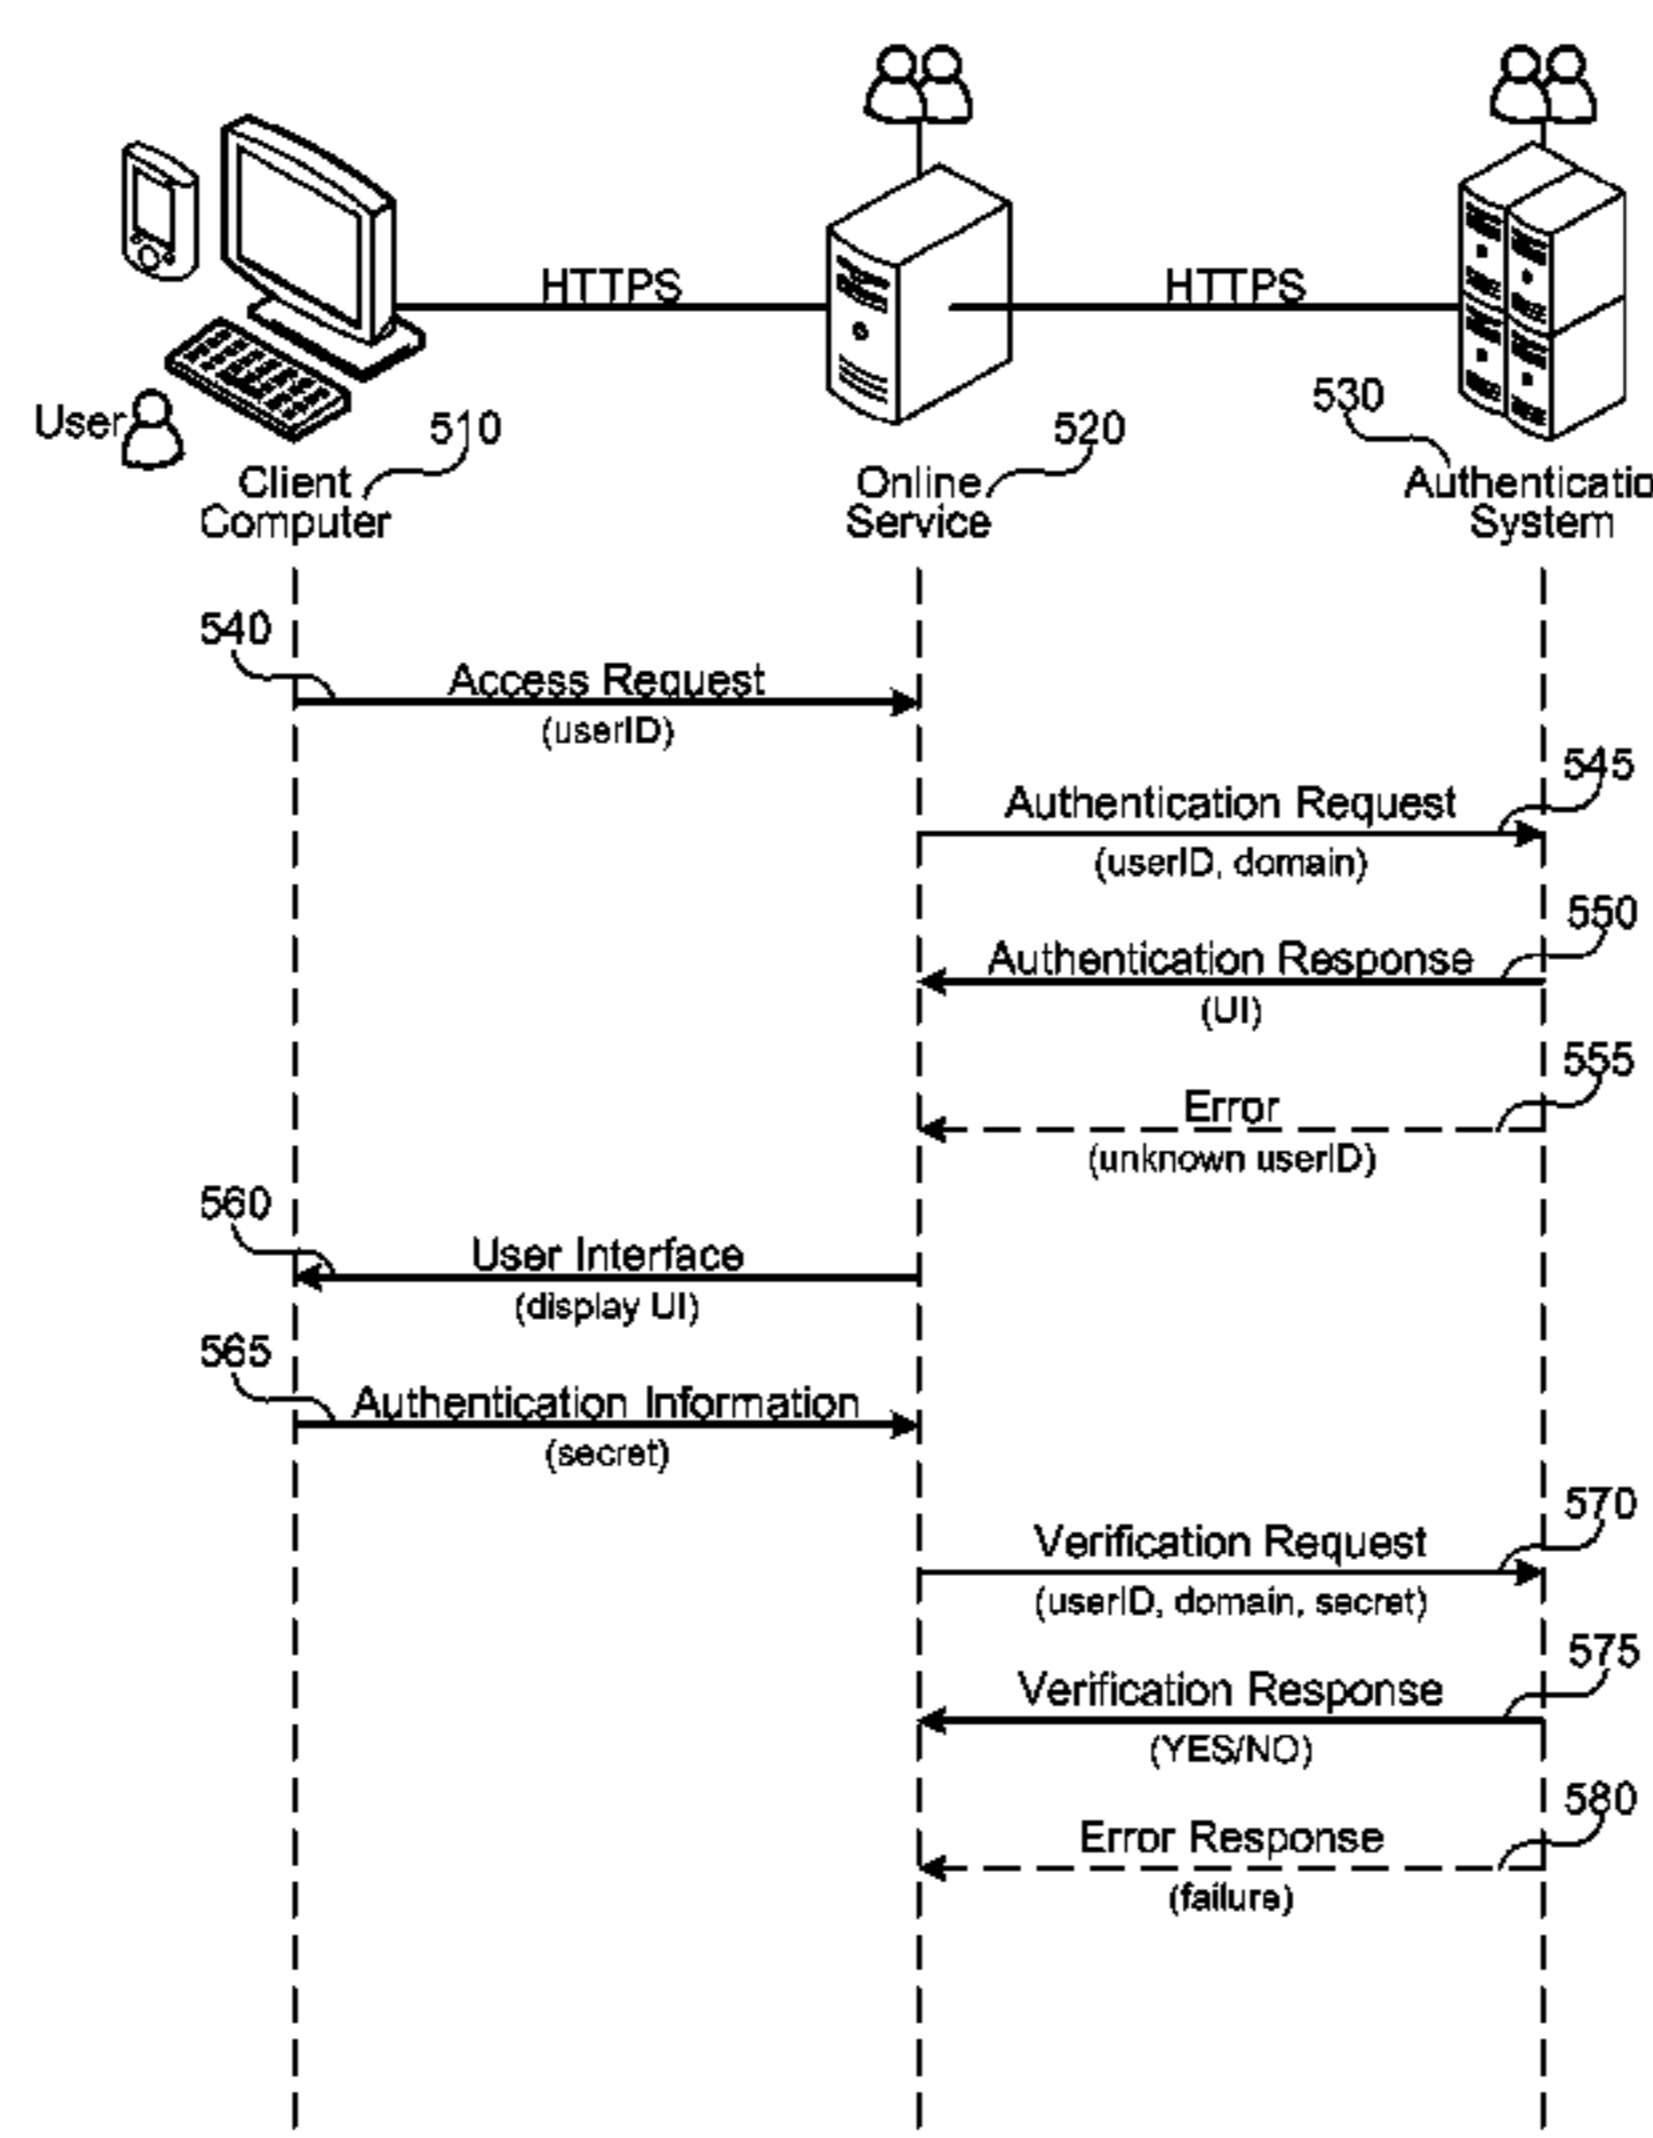 HTTPS
HTTPS
User
510
520
530
Client
Computer
Online
Service
Authenticatio
System
540
Access Request
(userID)
545
Authentication Request
(userID, domain)
550
Authentication Response
(UI)
555
Error
(unknown userID)
560
User Interface
(display UI)
565
Authentication Information
(secret)
570
Verification Request
(userID, domain, secret)
575
Verification Response
(YES/NO)
580
Error Response
(failure)